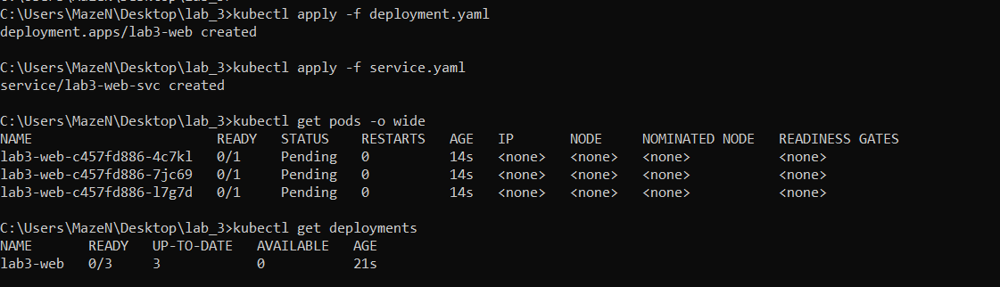 C:\Users\MazeN\Desktop\lab_3>kubectl apply -f deployment.yaml
deployment.apps/lab3-web created
C:\Users\MazeN\Desktop\lab_3>kubectl apply -f service.yaml
service/lab3-web-svc created
C:\Users\MazeN\Desktop\lab_3>kubectl get pods -o wide
NAME READY STATUS RESTARTS AGE IP NODE NOMINATED NODE READINESS GATES
lab3-web-c457fd886-4c7kl 0/1 Pending 0 14s <none> <none> <none> <none>
lab3-web-c457fd886-7jc69 0/1 Pending 0 14s <none> <none> <none> <none>
lab3-web-c457fd886-l7g7d 0/1 Pending 0 14s <none> <none> <none> <none>
C:\Users\MazeN\Desktop\lab_3>kubectl get deployments
NAME READY UP-TO-DATE AVAILABLE AGE
lab3-web 0/3 3 0 21s